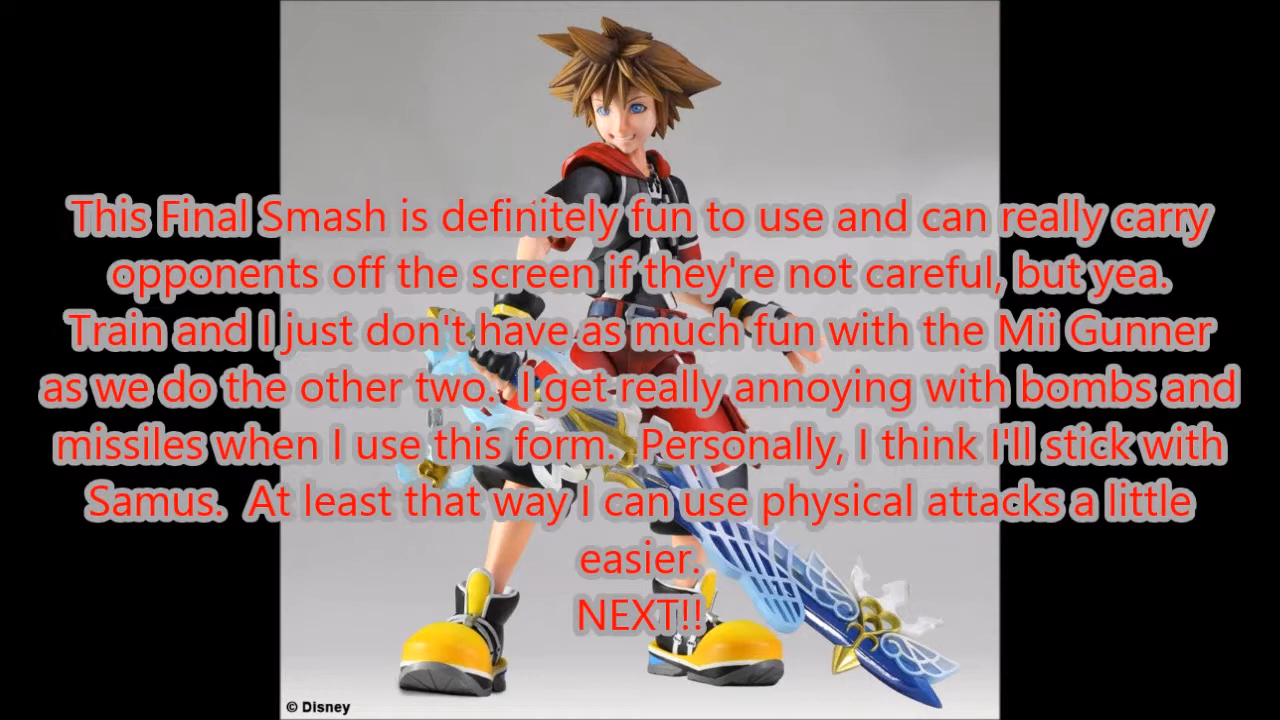 This Final Smash is definitely fun to use and can really carry
opponents off the screen if they're not careful, but yea.
Train and I just don't have as much fun with the Mii Gunner
as we do the other two.  I get really annoying with bombs and
missiles when I use this form.  Personally, I think I'll stick with
Samus.  At least that way I can use physical attacks a little
easier.
NEXT!!
© Disney